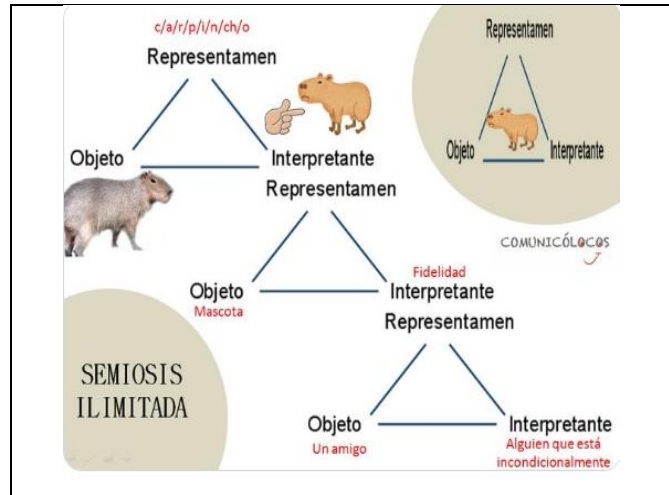 c/a/r/p/i/n/ch/o
Representamen
Objeto
Interpretante
Representamen
Objeto
Mascota
Fidelidad
Interpretante
Representamen
Objeto
Un amigo
Interpretante
Alguien que está
incondicionalmente
Representamen
Objeto
Interpretante
COMUNICÓLOCOS
SEMIOSIS
ILIMITADA